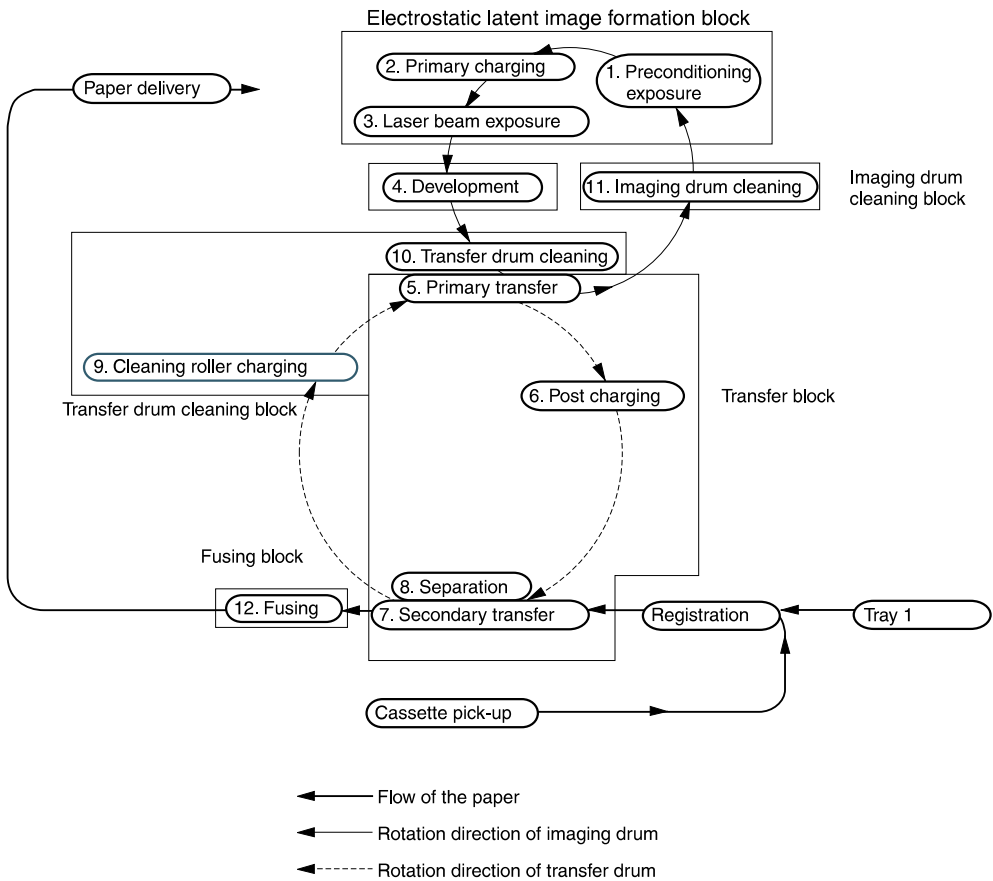 Electrostatic latent image formation block
Paper delivery
2. Primary charging
1. Preconditioning
exposure
3. Laser beam exposure
4. Development
11. Imaging drum cleaning
Imaging drum
cleaning block
10. Transfer drum cleaning
5. Primary transfer
9. Cleaning roller charging
Transfer drum cleaning block
6. Post charging
Transfer block
Fusing block
8. Separation
12. Fusing
7. Secondary transfer
Registration
Tray 1
Cassette pick-up
Flow of the paper
Rotation direction of imaging drum
Rotation direction of transfer drum